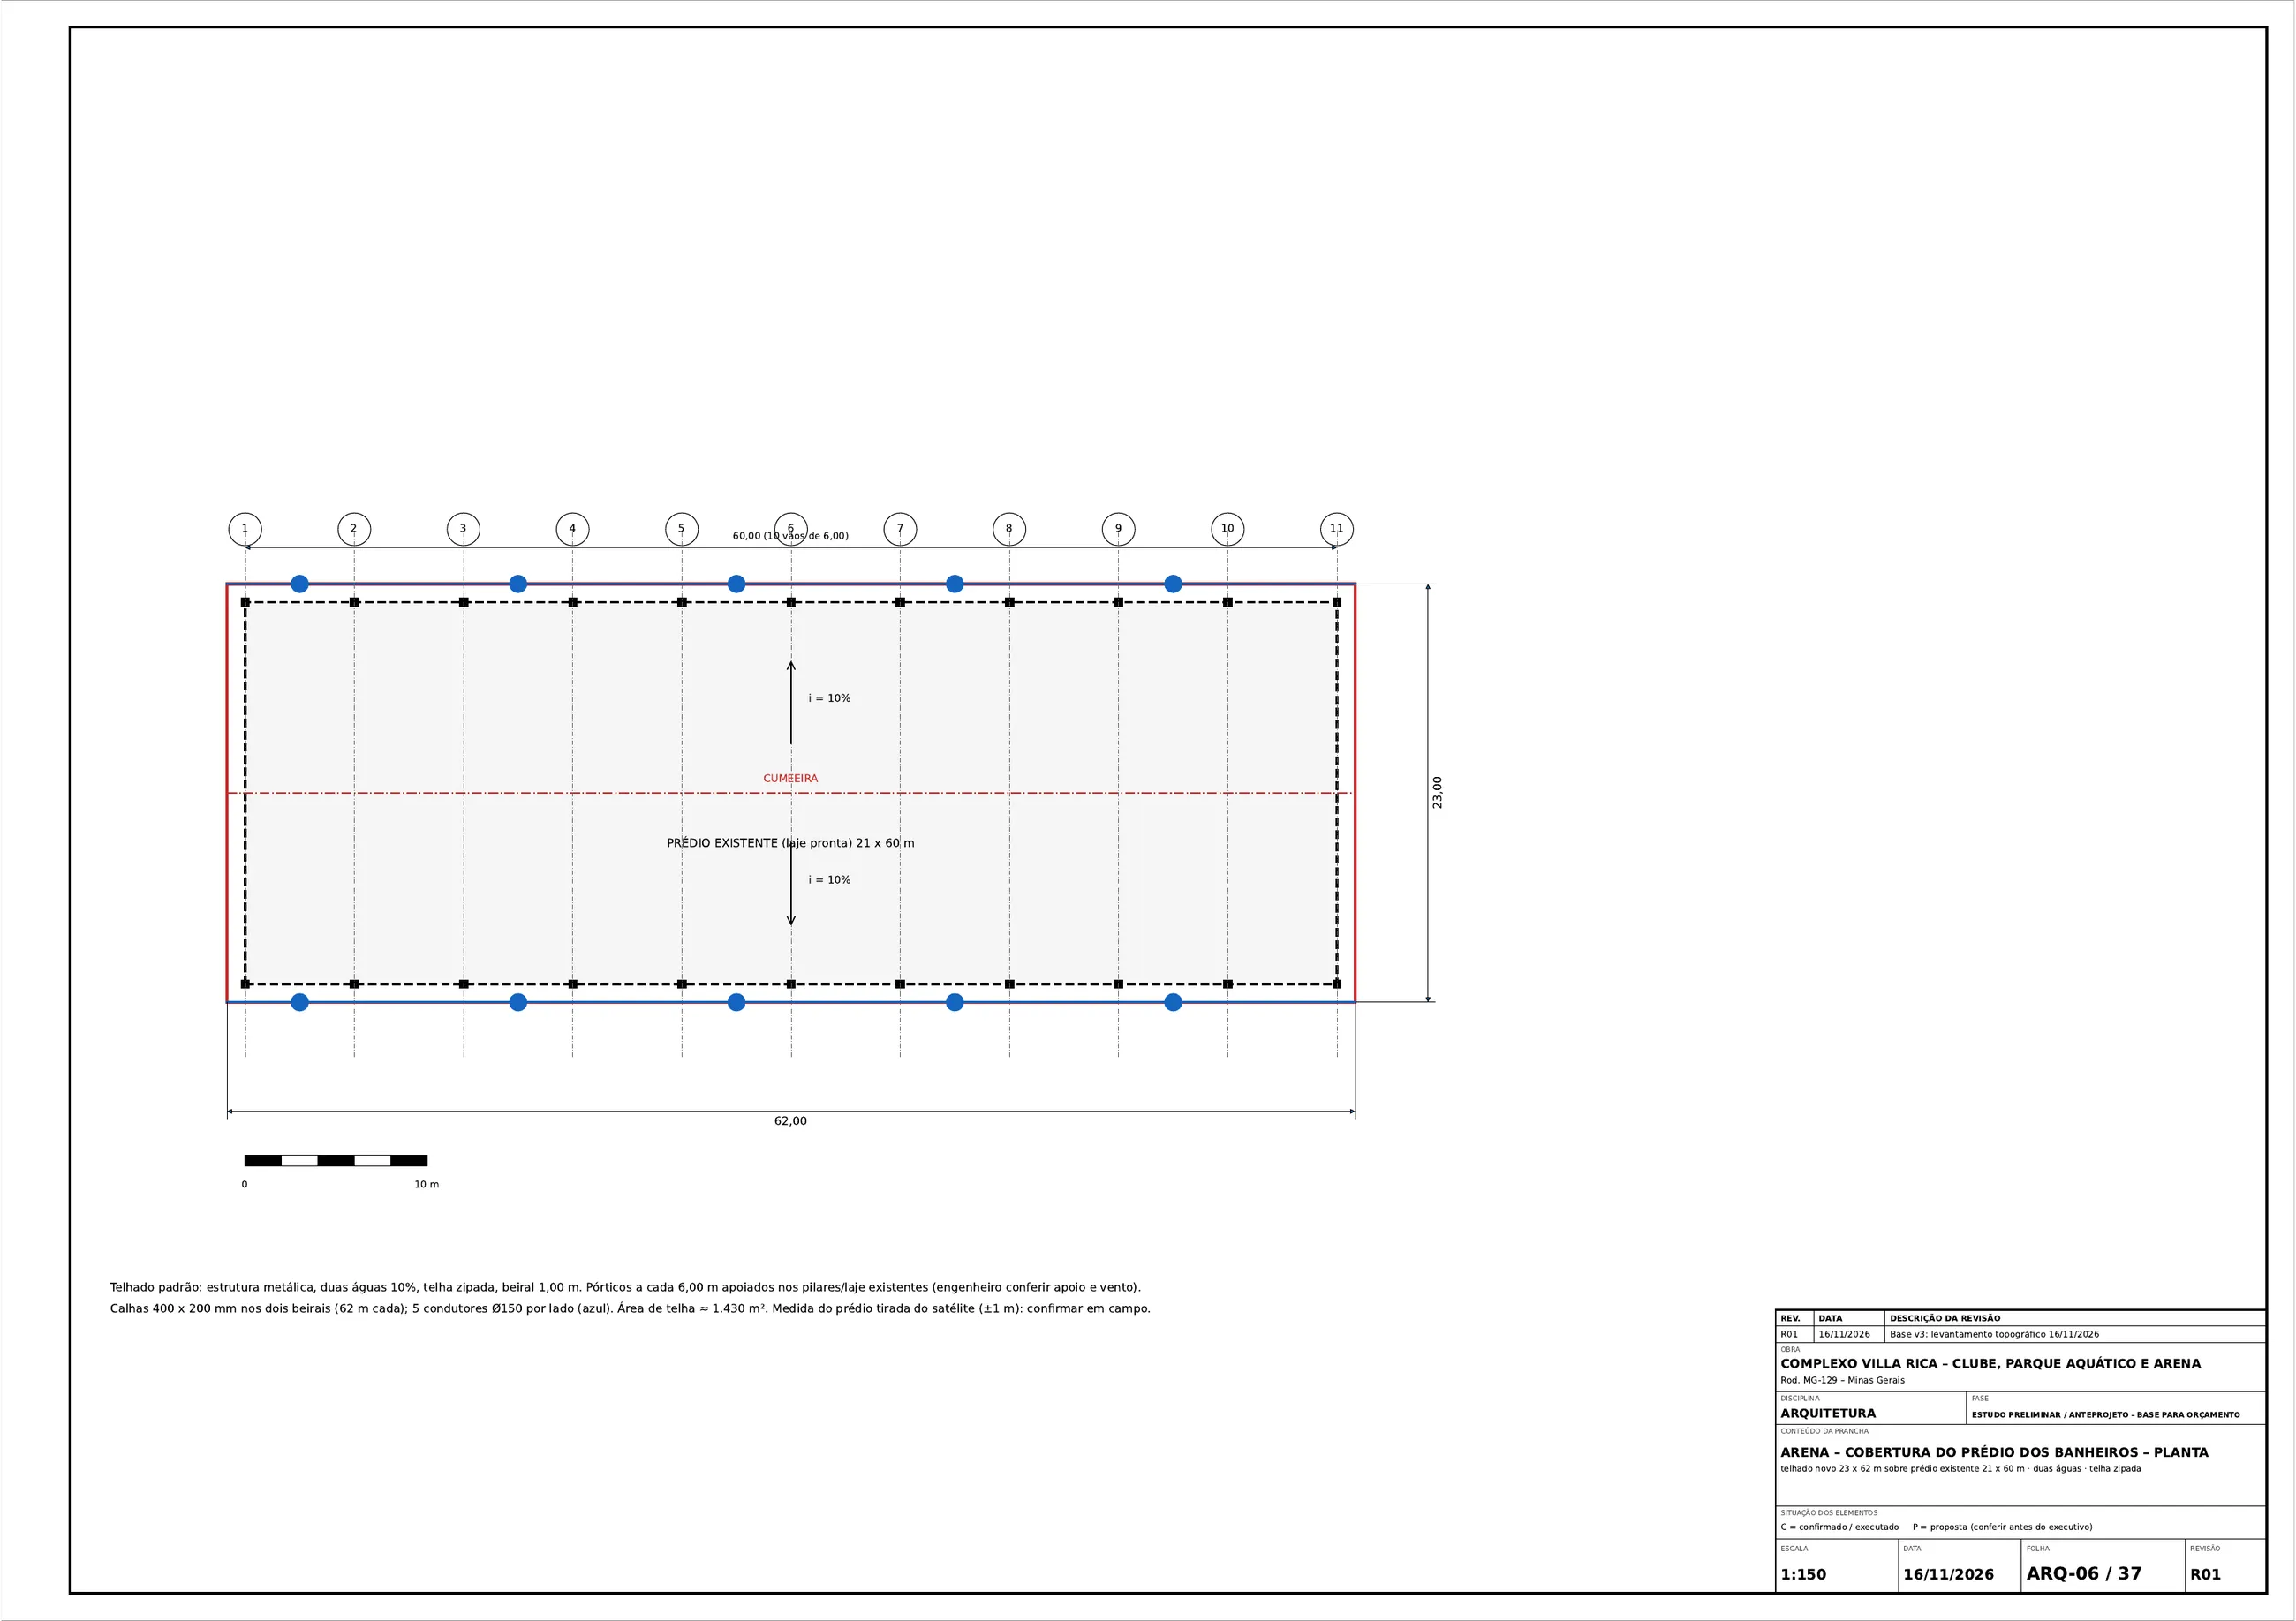 1 2 3 4 5 6 7 8 9 10 11
60,00 (10 vãos de 6,00)
i = 10%
CUMEEIRA
23,00
PRÉDIO EXISTENTE (laje pronta) 21 x 60 m
i = 10%
62,00
0 10 m
Telhado padrão: estrutura metálica, duas águas 10%, telha zipada, beiral 1,00 m. Pórticos a cada 6,00 m apoiados nos pilares/laje existentes (engenheiro conferir apoio e vento).
Calhas 400 x 200 mm nos dois beirais (62 m cada); 5 condutores Ø150 por lado (azul). Área de telha ≈ 1.430 m². Medida do prédio tirada do satélite (±1 m): confirmar em campo.
REV. DATA DESCRIÇÃO DA REVISÃO
R01 16/11/2026 Base v3: levantamento topográfico 16/11/2026
OBRA
COMPLEXO VILLA RICA – CLUBE, PARQUE AQUÁTICO E ARENA
Rod. MG-129 – Minas Gerais
DISCIPLINA FASE
ARQUITETURA ESTUDO PRELIMINAR / ANTEPROJETO – BASE PARA ORÇAMENTO
CONTEÚDO DA PRANCHA
ARENA – COBERTURA DO PRÉDIO DOS BANHEIROS – PLANTA
telhado novo 23 x 62 m sobre prédio existente 21 x 60 m · duas águas · telha zipada
SITUAÇÃO DOS ELEMENTOS
C = confirmado / executado P = proposta (conferir antes do executivo)
ESCALA DATA FOLHA REVISÃO
1:150 16/11/2026 ARQ-06 / 37 R01